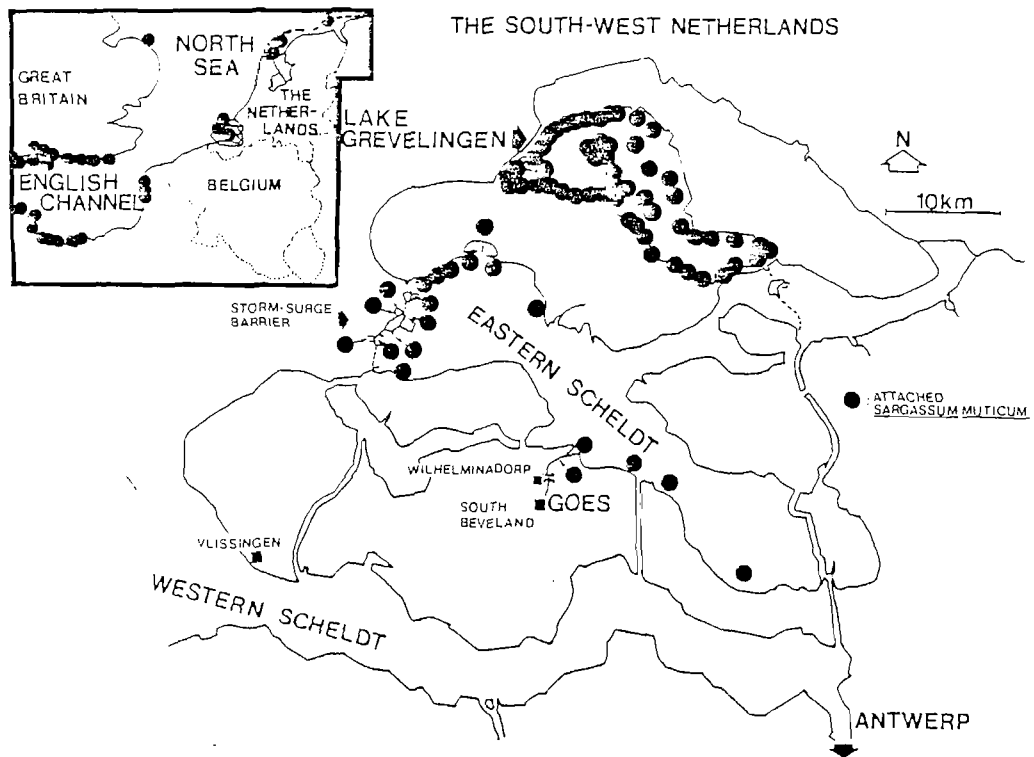 THE SOUTH-WEST NETHERLANDS
NORTH
SEA
GREAT
BRITAIN
THE
NETHER-
LANDS
ENGLISH
CHANNEL
BELGIUM
LAKE
GREVELINGEN
N
10km
STORM-SURGE
BARRIER
EASTERN SCHELDT
: ATTACHED
SARGASSUM MUTICUM
WILHELMINADORP
GOES
SOUTH
BEVELAND
VLISSINGEN
WESTERN SCHELDT
ANTWERP